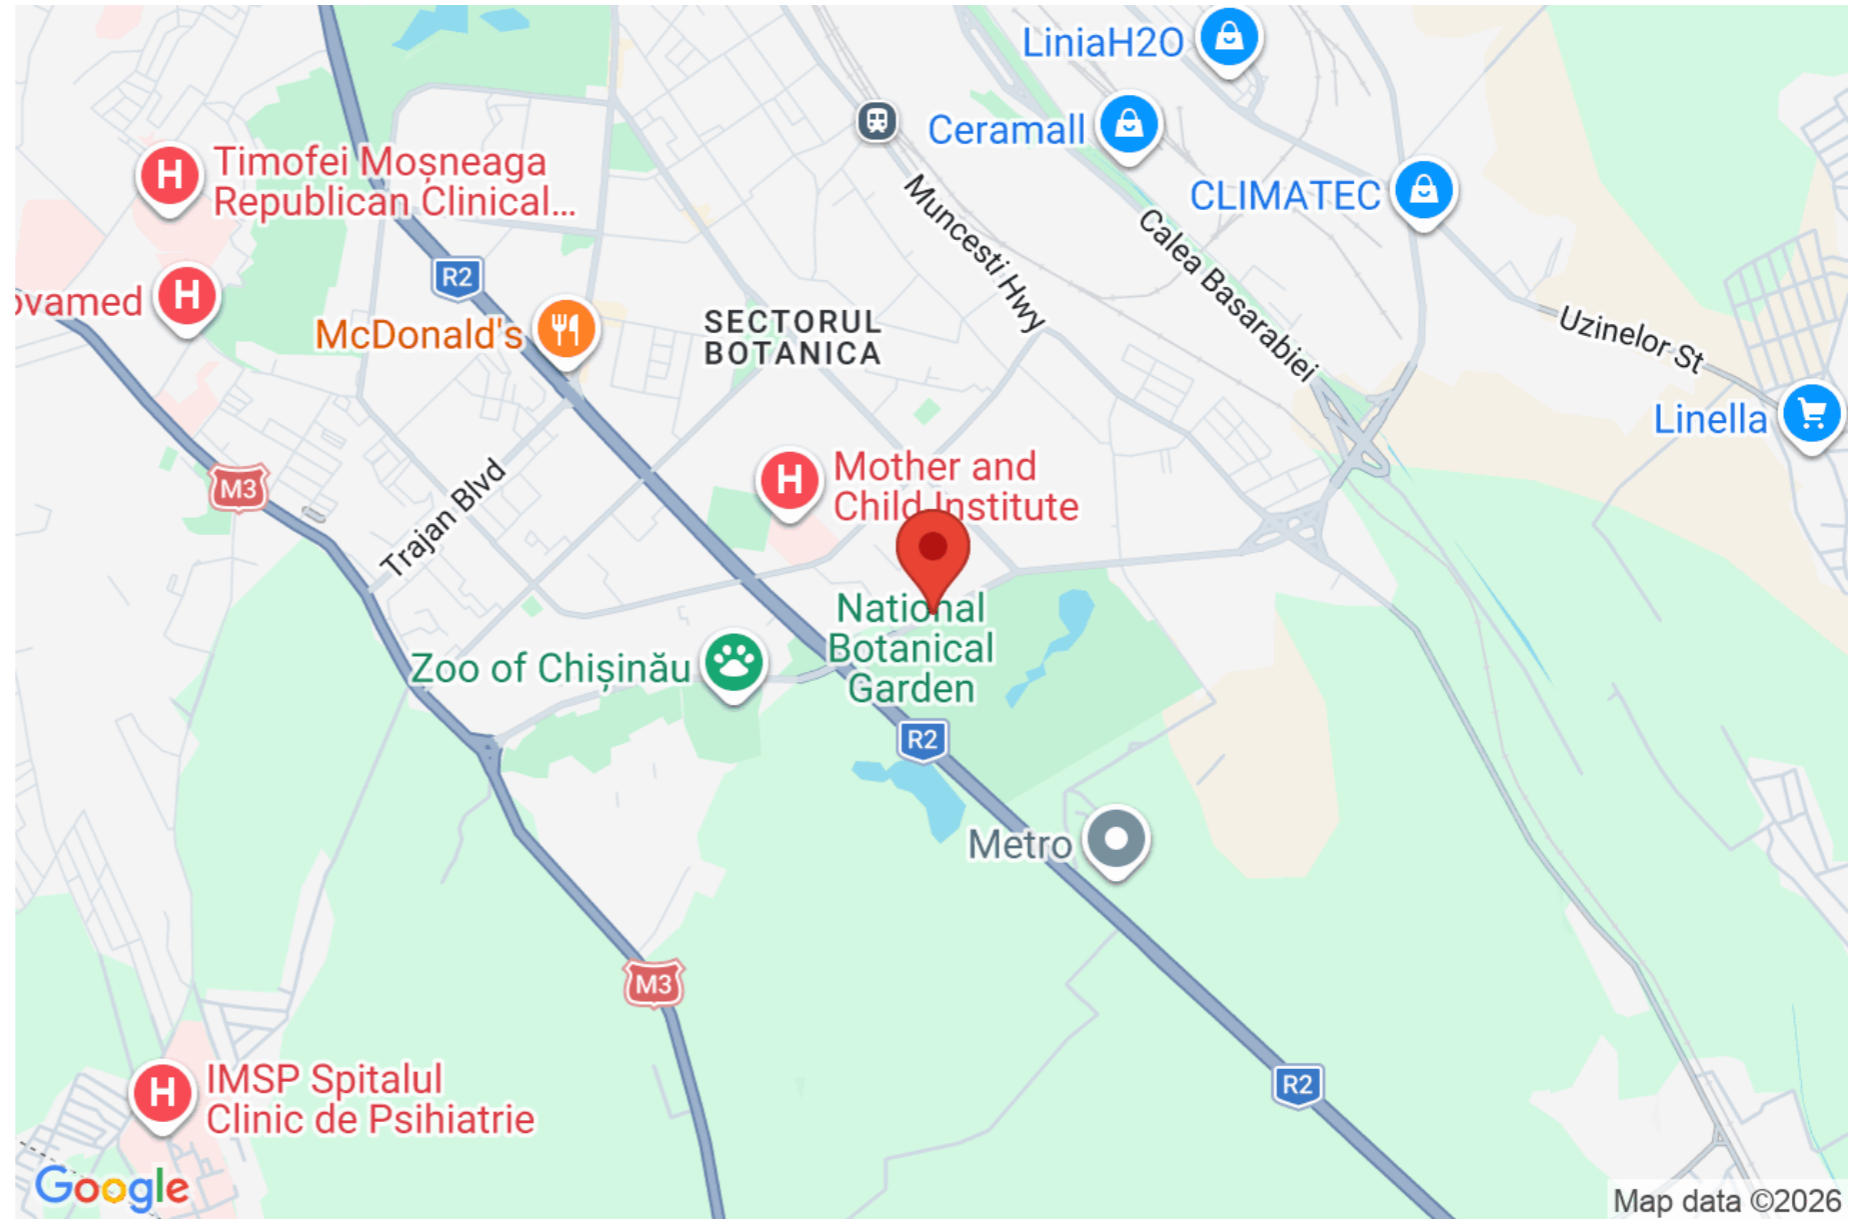 LiniaH2O
Ceramall
Timofei Moșneaga
Republican Clinical...
CLIMATEC
Muncesti Hwy
Calea Basarabiei
R2
ovamed
McDonald's
SECTORUL
BOTANICA
Uzinelor St
Linella
M3
Trajan Blvd
Mother and
Child Institute
National
Botanical
Garden
Zoo of Chișinău
R2
Metro
M3
R2
IMSP Spitalul
Clinic de Psihiatrie
Google
Map data ©2026